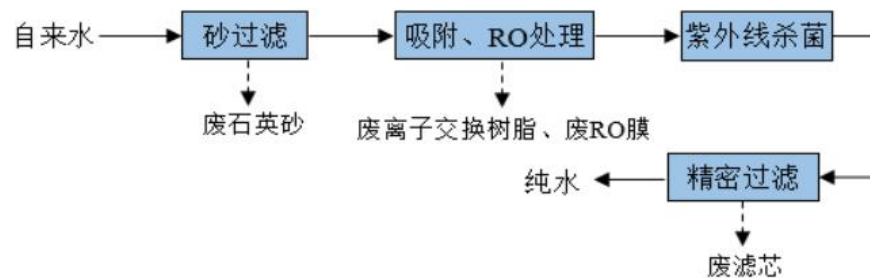 自来水
砂过滤
吸附、RO处理
紫外线杀菌
废石英砂
废离子交换树脂、废RO膜
纯水
精密过滤
废滤芯